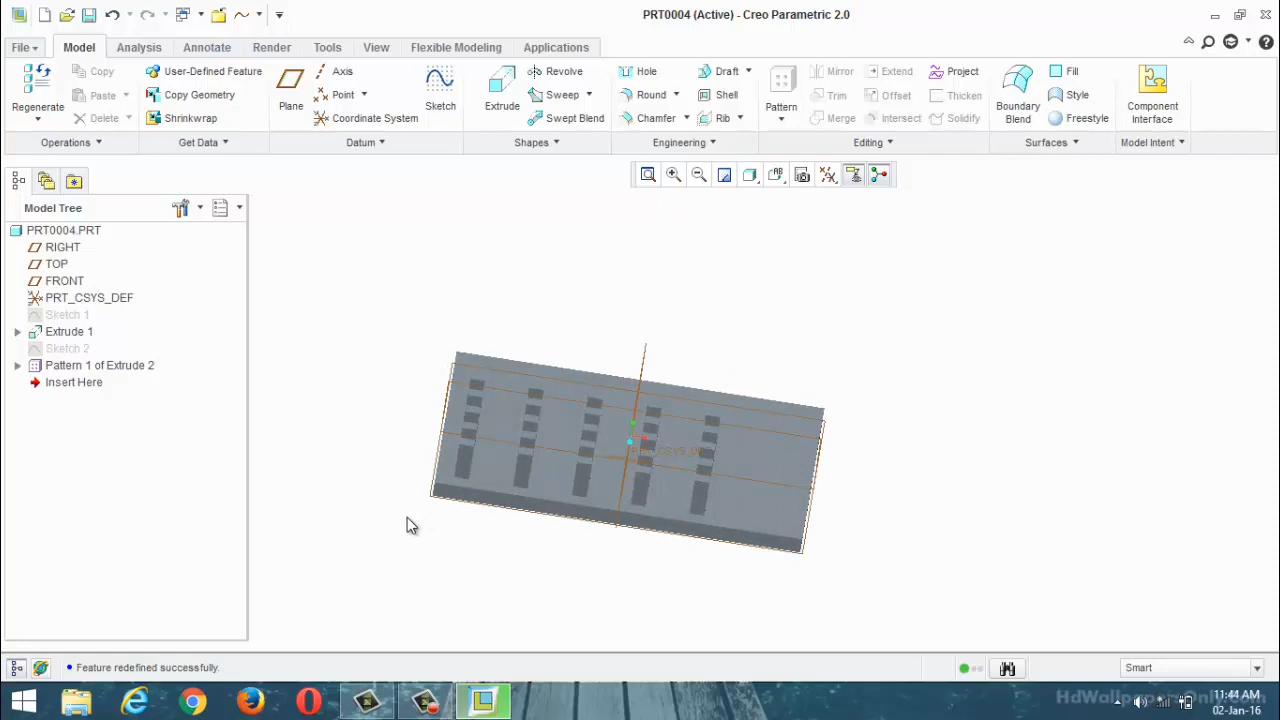 PRT0004 (Active) - Creo Parametric 2.0
File Model Analysis Annotate Render Tools View Flexible Modeling Applications
Regenerate
Copy
Paste
Delete
User-Defined Feature
Copy Geometry
Shrinkwrap
Plane
Axis
Point
Coordinate System
Sketch
Extrude
Revolve
Sweep
Swept Blend
Hole
Round
Chamfer
Draft
Shell
Rib
Pattern
Mirror
Trim
Merge
Extend
Offset
Intersect
Project
Thicken
Solidify
Boundary
Blend
Fill
Style
Freestyle
Component
Interface
Operations Get Data Datum Shapes Engineering Editing Surfaces Model Intent
Model Tree
PRT0004.PRT
RIGHT
TOP
FRONT
PRT_CSYS_DEF
Sketch 1
Extrude 1
Sketch 2
Pattern 1 of Extrude 2
Insert Here
Feature redefined successfully.
Smart
11:44 AM
02-Jan-16
HdWallpapersOnly.com